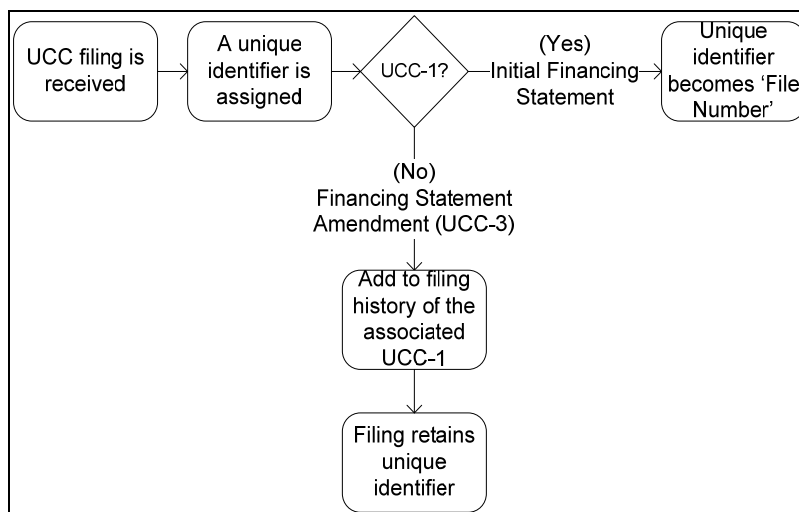 UCC filing is
received
A unique
identifier is
assigned
UCC-1?
(Yes)
Initial Financing
Statement
Unique
identifier
becomes ‘File
Number’
(No)
Financing Statement
Amendment (UCC-3)
Add to filing
history of the
associated
UCC-1
Filing retains
unique
identifier